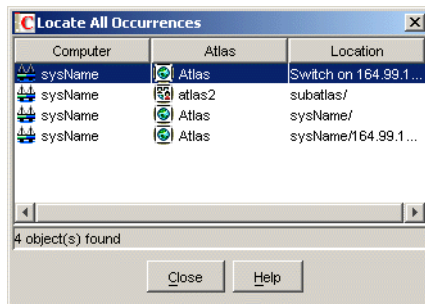 Locate All Occurrences
Computer Atlas Location
sysName Atlas Switch on 164.99.1...
sysName atlas2 subatlas/
sysName Atlas sysName/
sysName Atlas sysName/164.99.1...
4 object(s) found
Close Help